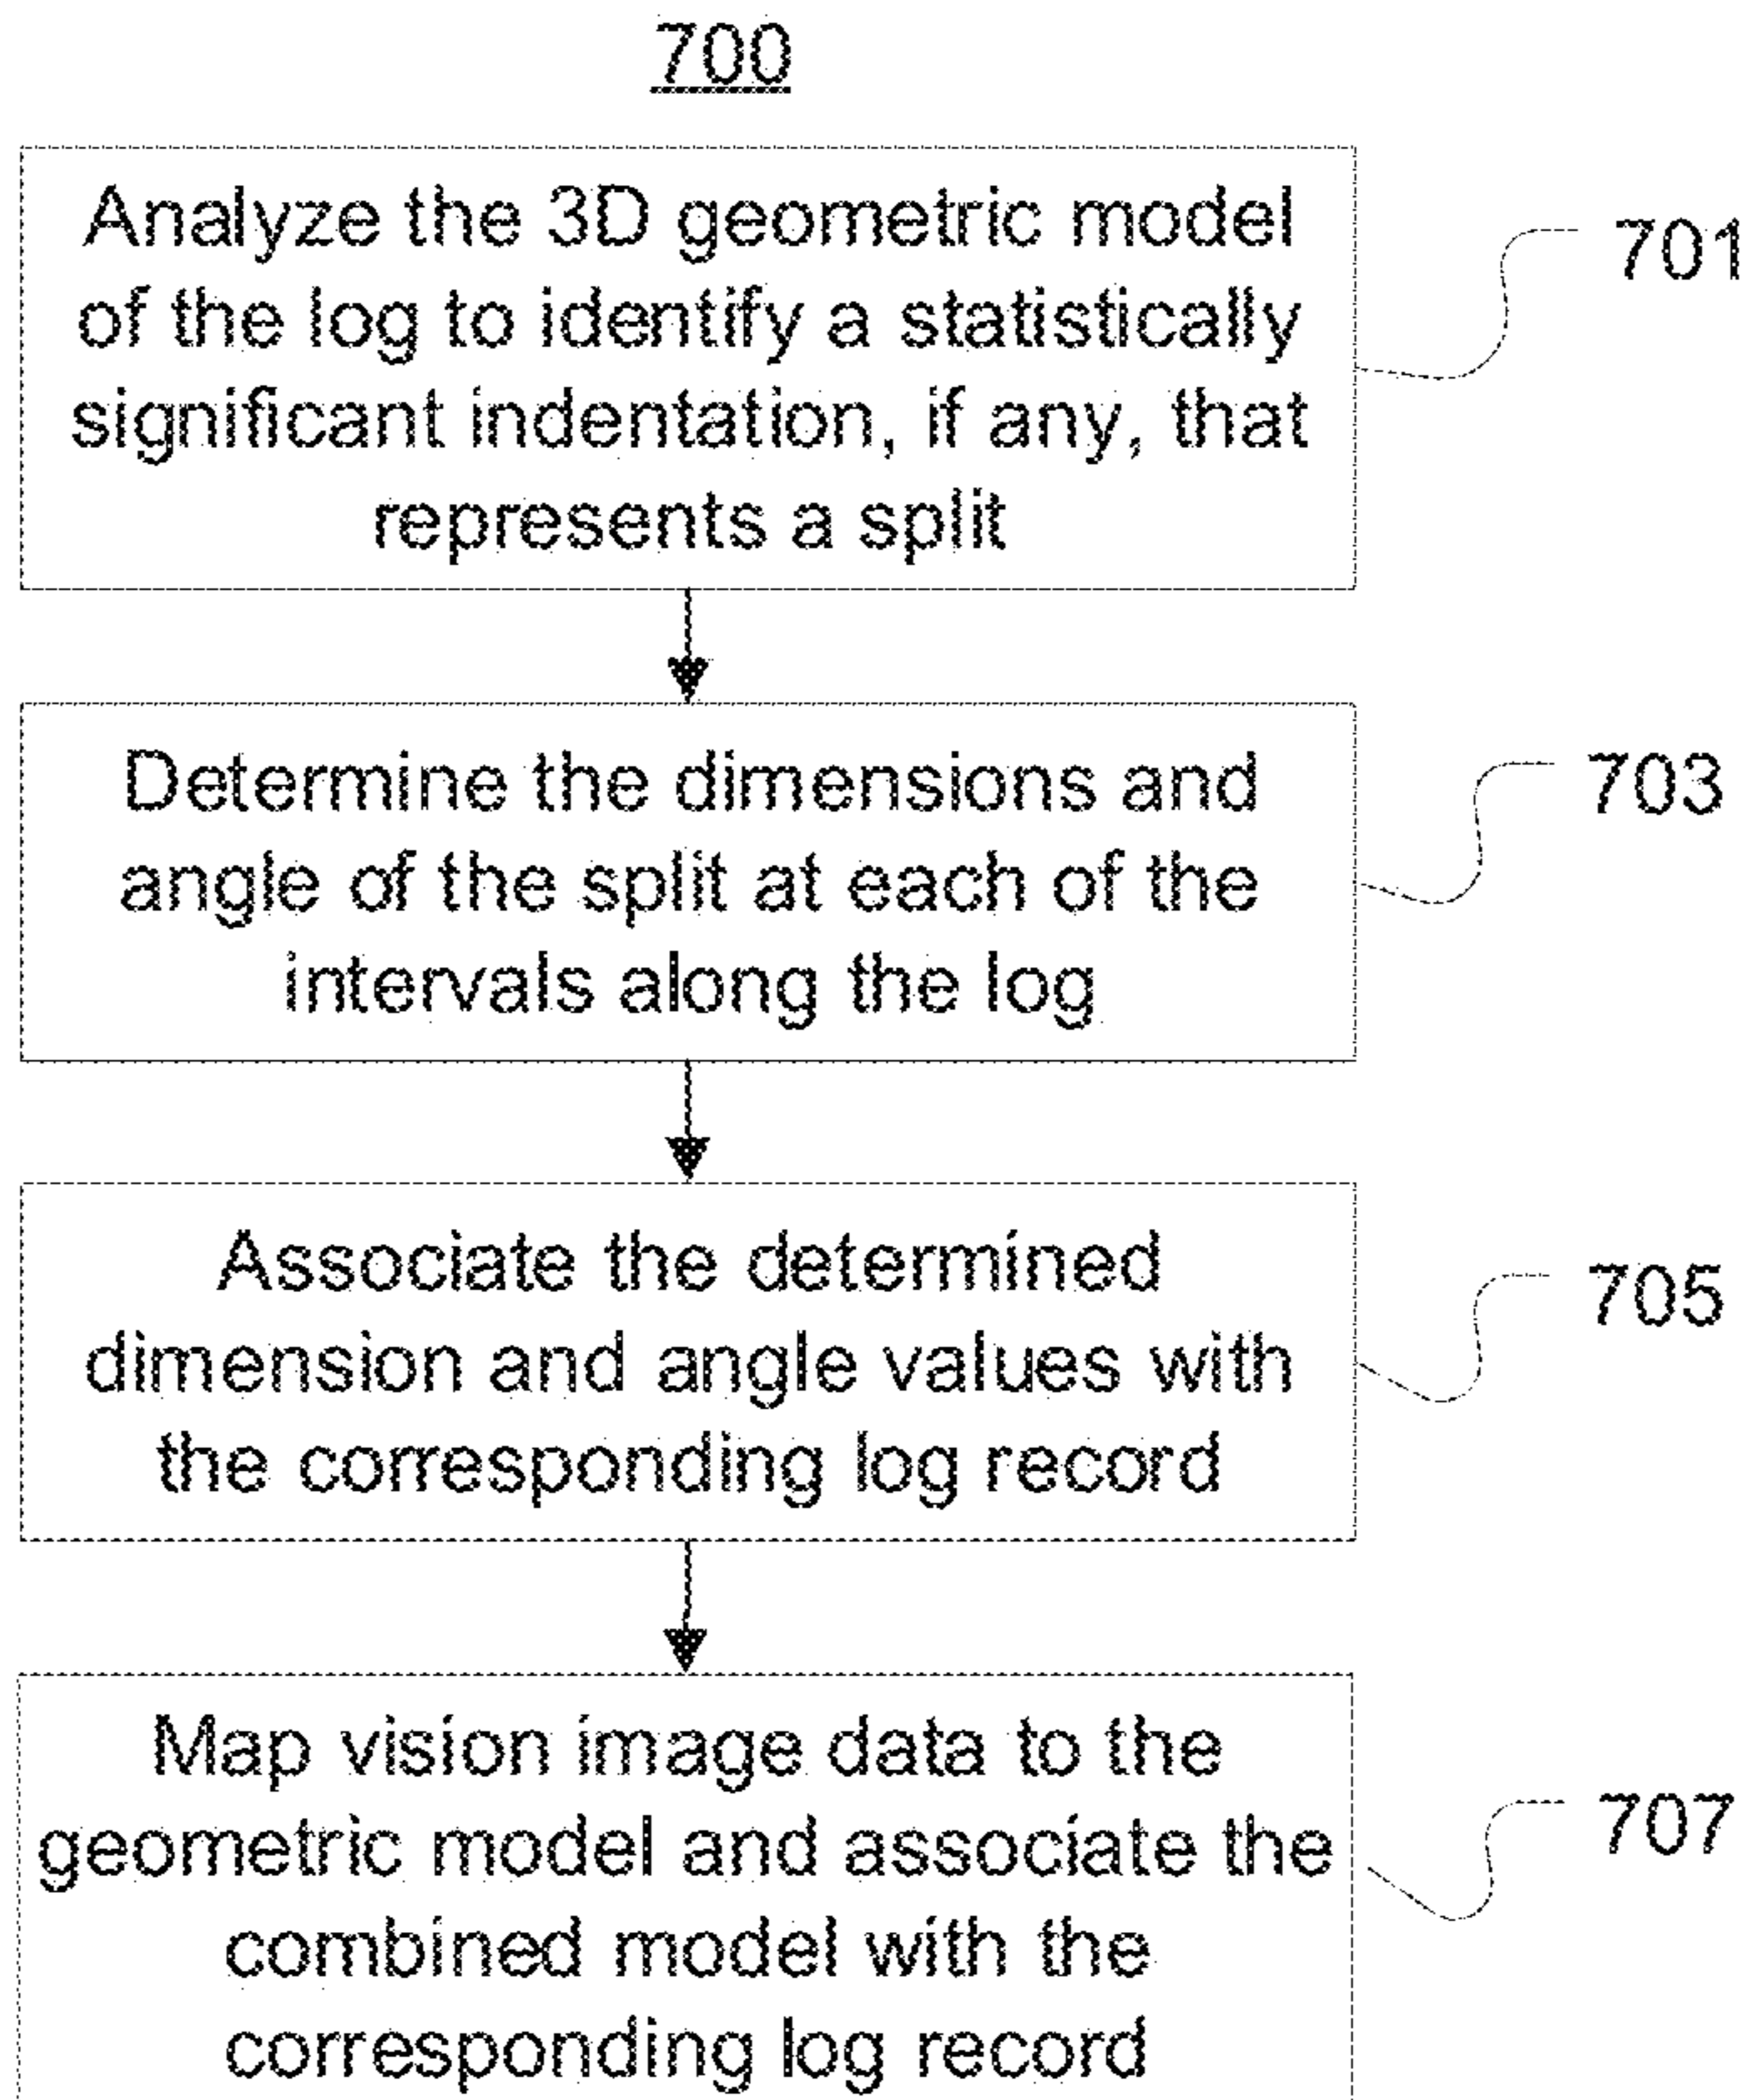 700
Analyze the 3D geometric model
of the log to identify a statistically
significant indentation, if any, that
represents a split
701
Determine the dimensions and
angle of the split at each of the
intervals along the log
703
Associate the determined
dimension and angle values with
the corresponding log record
705
Map vision image data to the
geometric model and associate the
combined model with the
corresponding log record
707